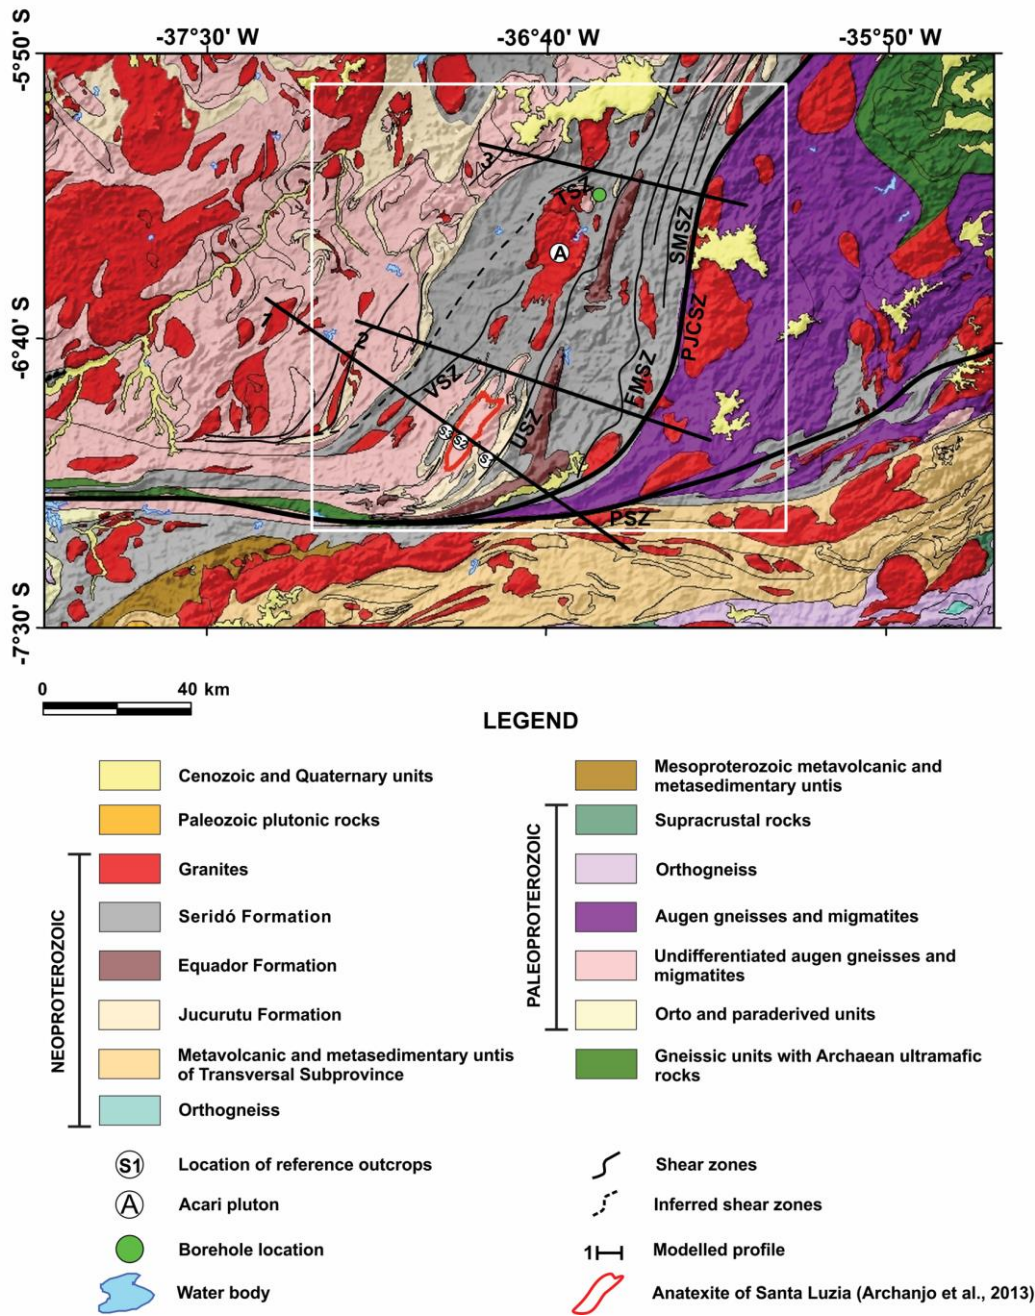 -37°30' W
-36°40' W
-35°50' W
-5°50' S
-6°40' S
-7°30' S
3
TSZ
A
SMSZ
PJCSZ
1
2
VSZ
FMSZ
USZ
S3
S2
PSZ
0 40 km
LEGEND
Cenozoic and Quaternary units
Paleozoic plutonic rocks
NEOPROTEROZOIC
Granites
Seridó Formation
Equador Formation
Jucurutu Formation
Metavolcanic and metasedimentary untis
of Transversal Subprovince
Orthogneiss
Mesoproterozoic metavolcanic and
metasedimentary untis
PALEOPROTEROZOIC
Supracrustal rocks
Orthogneiss
Augen gneisses and migmatites
Undifferentiated augen gneisses and
migmatites
Orto and paraderived units
Gneissic units with Archaean ultramafic
rocks
S1 Location of reference outcrops
A Acari pluton
Borehole location
Water body
Shear zones
Inferred shear zones
1 Modelled profile
Anatexite of Santa Luzia (Archanjo et al., 2013)